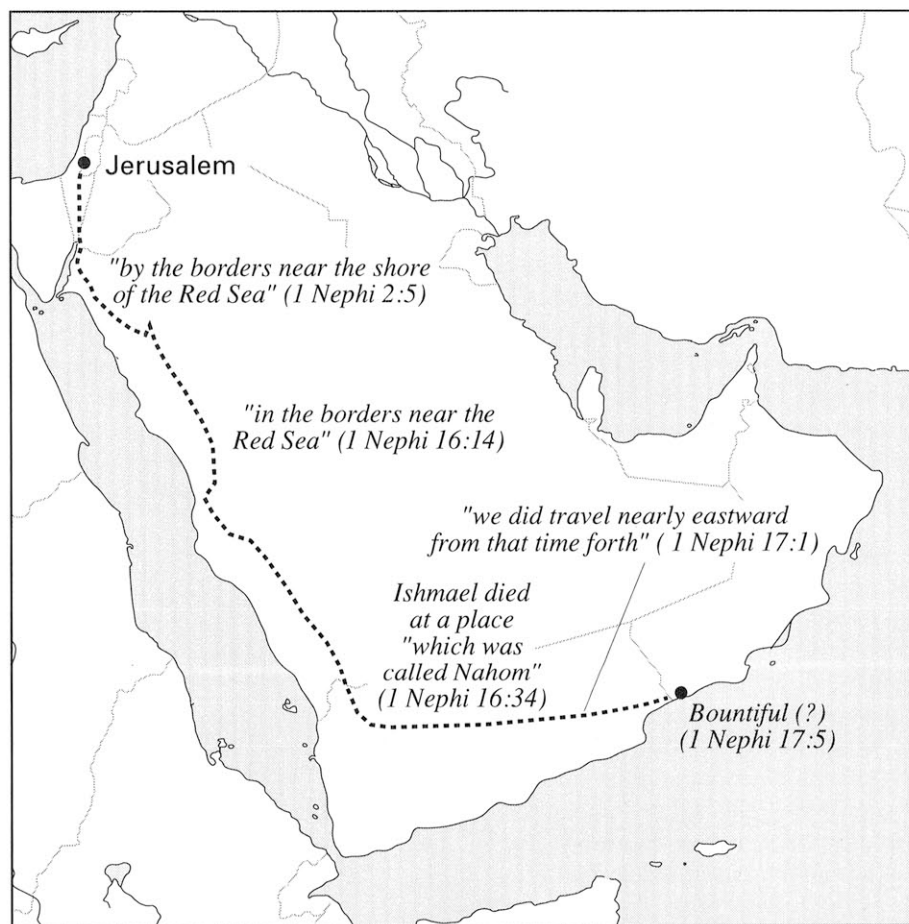 Jerusalem
"by the borders near the shore
of the Red Sea" (1 Nephi 2:5)
"in the borders near the
Red Sea" (1 Nephi 16:14)
"we did travel nearly eastward
from that time forth" ( 1 Nephi 17:1)
Ishmael died
at a place
"which was
called Nahom"
(1 Nephi 16:34)
Bountiful (?)
(1 Nephi 17:5)